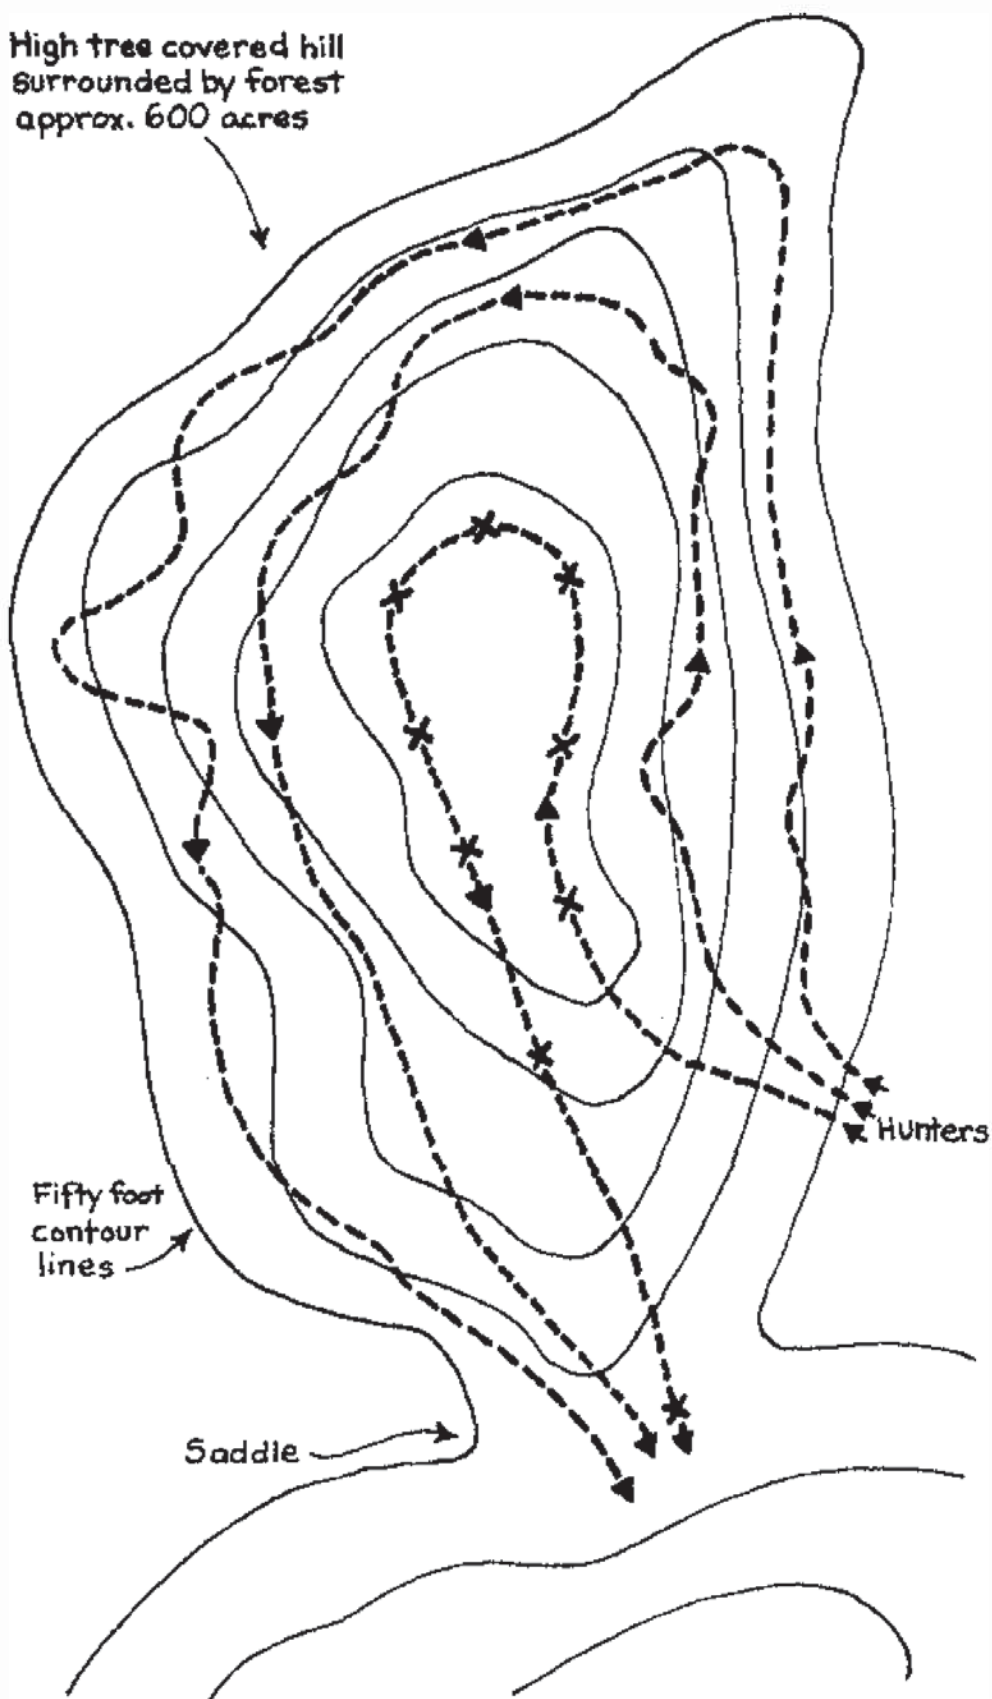 High tree covered hill
surrounded by forest
approx. 600 acres
Hunters
Fifty foot
contour
lines
Saddle